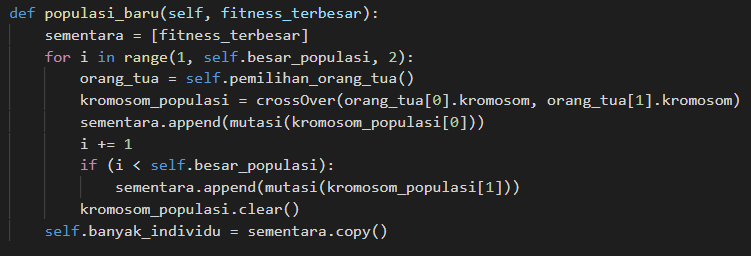 def populasi_baru(self, fitness_terbesar):
    sementara = [fitness_terbesar]
    for i in range(1, self.besar_populasi, 2):
        orang_tua = self.pemilihan_orang_tua()
        kromosom_populasi = crossOver(orang_tua[0].kromosom, orang_tua[1].kromosom)
        sementara.append(mutasi(kromosom_populasi[0]))
        i += 1
        if (i < self.besar_populasi):
            sementara.append(mutasi(kromosom_populasi[1]))
        kromosom_populasi.clear()
    self.banyak_individu = sementara.copy()